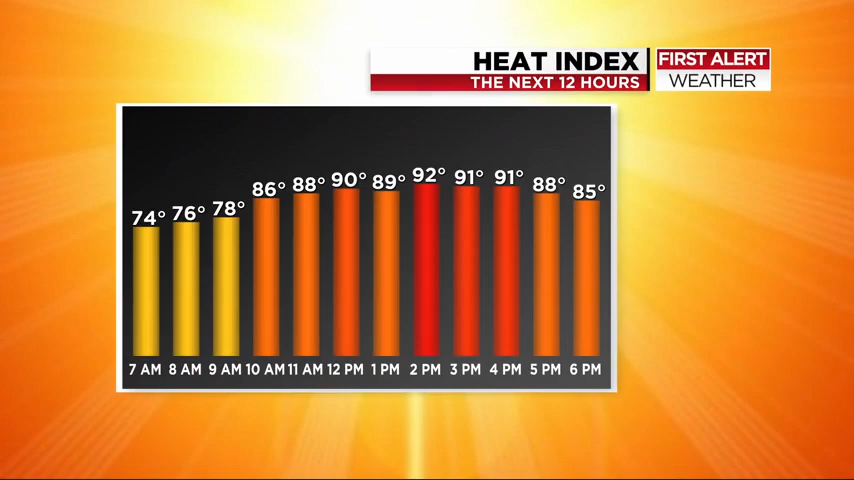 HEAT INDEX
THE NEXT 12 HOURS
FIRST ALERT
WEATHER
74° 76° 78° 86° 88° 90° 89° 92° 91° 91° 88° 85°
7 AM 8 AM 9 AM 10 AM 11 AM 12 PM 1 PM 2 PM 3 PM 4 PM 5 PM 6 PM